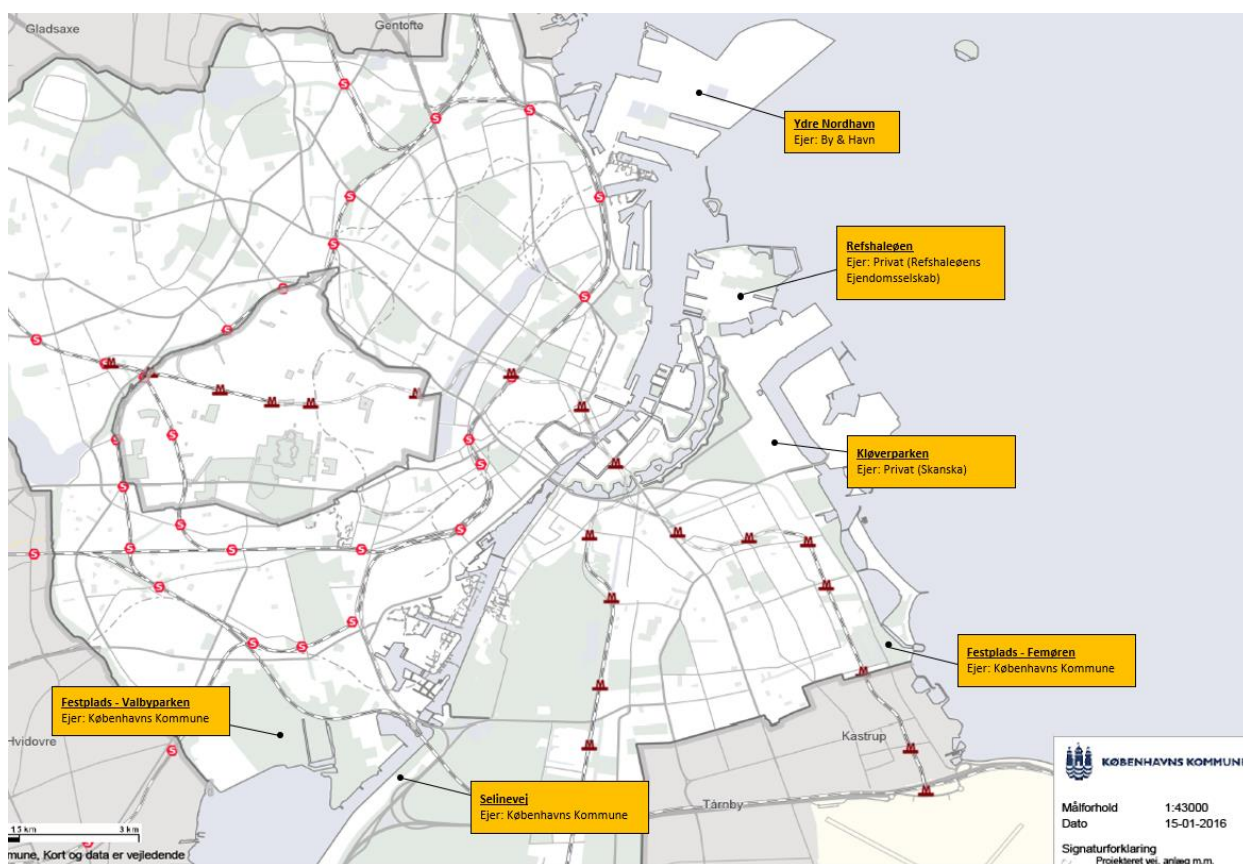 Gladsaxe
Gentofte
Ydre Nordhavn
Ejer: By & Havn
Refshaleøen
Ejer: Privat (Refshaleøens
Ejendomsselskab)
Kløverparken
Ejer: Privat (Skanska)
Festplads - Femøren
Ejer: Københavns Kommune
Festplads - Valbyparken
Ejer: Københavns Kommune
Hvidovre
Kastrup
Selinevej
Ejer: Københavns Kommune
Tårnby
KØBENHAVNS KOMMUNE
Målforhold 1:43000
Dato 15-01-2016
Signaturforklaring
Projekteret vej, anlæg m.m.
1.5 km 3 km
mune, Kort og data er vejledende